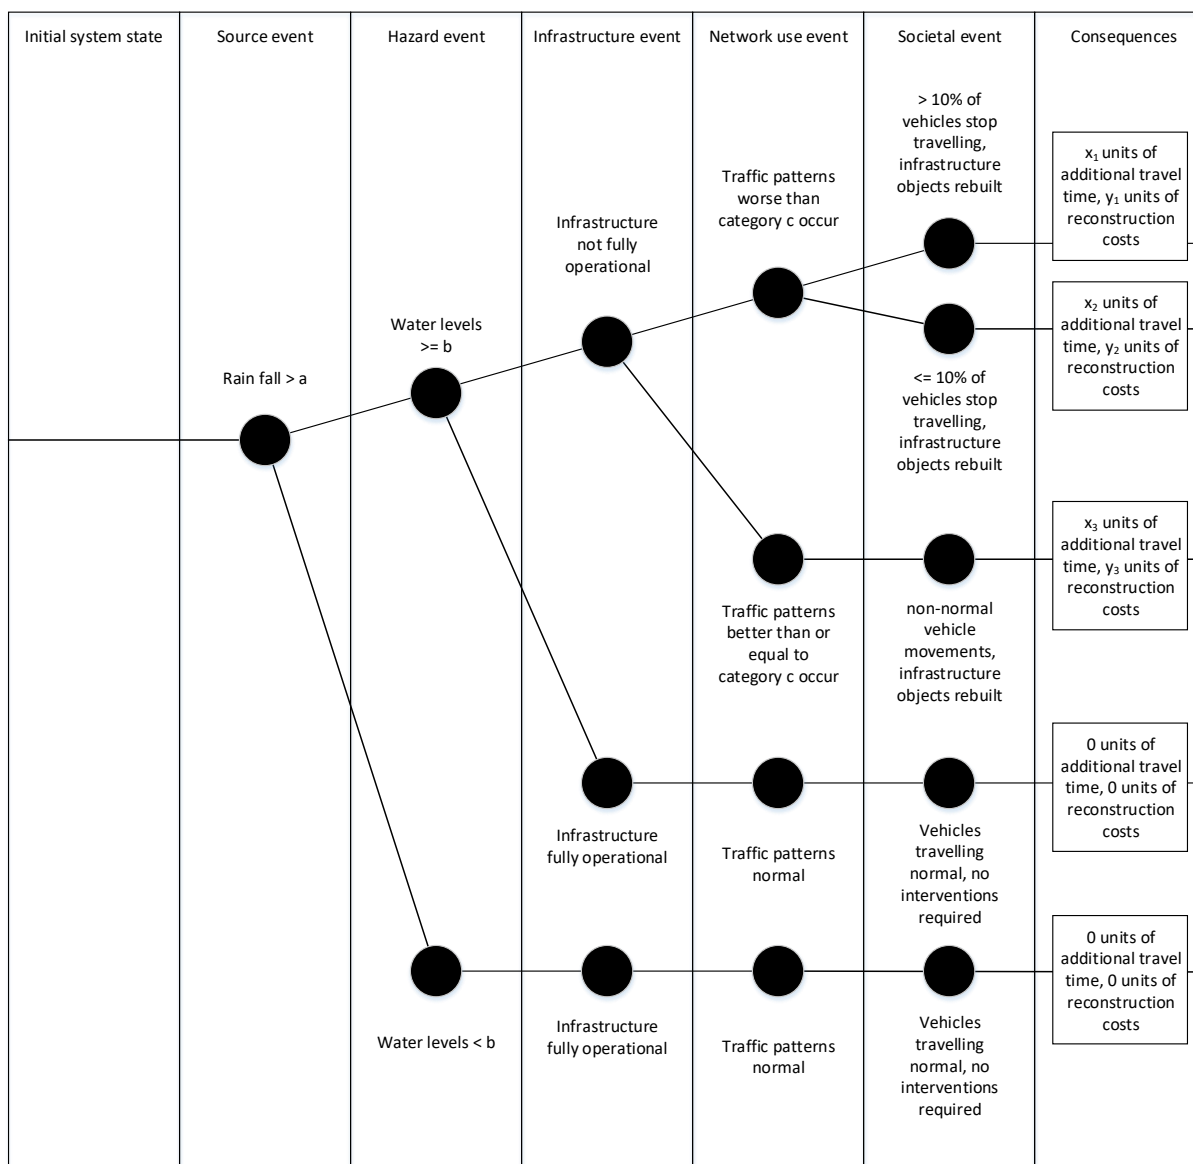 Initial system state
Source event
Hazard event
Infrastructure event
Network use event
Societal event
Consequences
Rain fall > a
Water levels
>= b
Water levels < b
Infrastructure
not fully
operational
Infrastructure
fully operational
Infrastructure
fully operational
Traffic patterns
worse than
category c occur
Traffic patterns
better than or
equal to
category c occur
Traffic patterns
normal
Traffic patterns
normal
> 10% of
vehicles stop
travelling,
infrastructure
objects rebuilt
<= 10% of
vehicles stop
travelling,
infrastructure
objects rebuilt
non-normal
vehicle
movements,
infrastructure
objects rebuilt
Vehicles
travelling
normal, no
interventions
required
Vehicles
travelling
normal, no
interventions
required
x₁ units of
additional travel
time, y₁ units of
reconstruction
costs
x₂ units of
additional travel
time, y₂ units of
reconstruction
costs
x₃ units of
additional travel
time, y₃ units of
reconstruction
costs
0 units of
additional travel
time, 0 units of
reconstruction
costs
0 units of
additional travel
time, 0 units of
reconstruction
costs